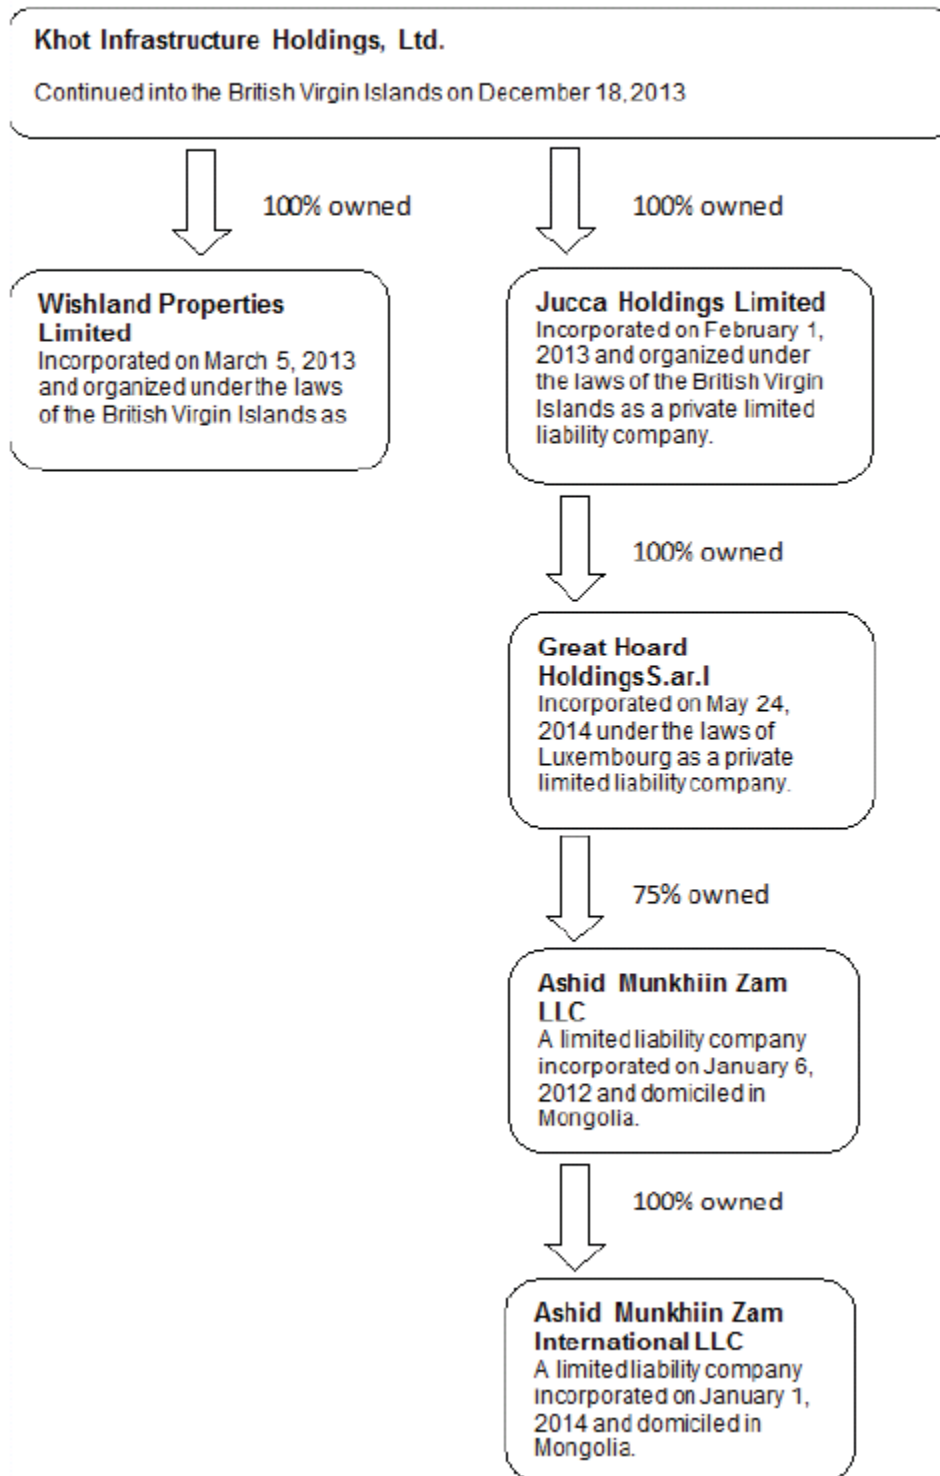 Khot Infrastructure Holdings, Ltd.
Continued into the British Virgin Islands on December 18, 2013
100% owned
100% owned
Wishland Properties
Limited
Incorporated on March 5, 2013
and organized under the laws
of the British Virgin Islands as
Jucca Holdings Limited
Incorporated on February 1,
2013 and organized under
the laws of the British Virgin
Islands as a private limited
liability company.
100% owned
Great Hoard
Holdings S.ar.l
Incorporated on May 24,
2014 under the laws of
Luxembourg as a private
limited liability company.
75% owned
Ashid Munkhiin Zam
LLC
A limited liability company
incorporated on January 6,
2012 and domiciled in
Mongolia.
100% owned
Ashid Munkhiin Zam
International LLC
A limited liability company
incorporated on January 1,
2014 and domiciled in
Mongolia.